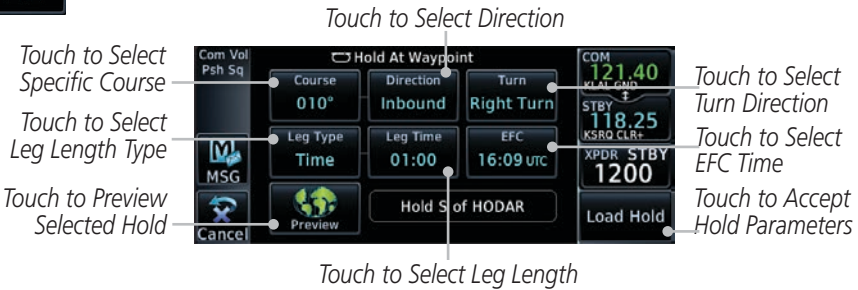 Touch to Select Direction
Touch to Select
Specific Course
Touch to Select
Leg Length Type
Touch to Preview
Selected Hold
Com Vol
Psh Sq
MSG
Cancel
Hold At Waypoint
Course
010°
Direction
Inbound
Turn
Right Turn
Leg Type
Time
Leg Time
01:00
EFC
16:09 UTC
Preview
Hold S of HODAR
COM
121.40
KLAL GND
STBY
118.25
KSRQ CLR+
XPDR STBY
1200
Load Hold
Touch to Select
Turn Direction
Touch to Select
EFC Time
Touch to Accept
Hold Parameters
Touch to Select Leg Length